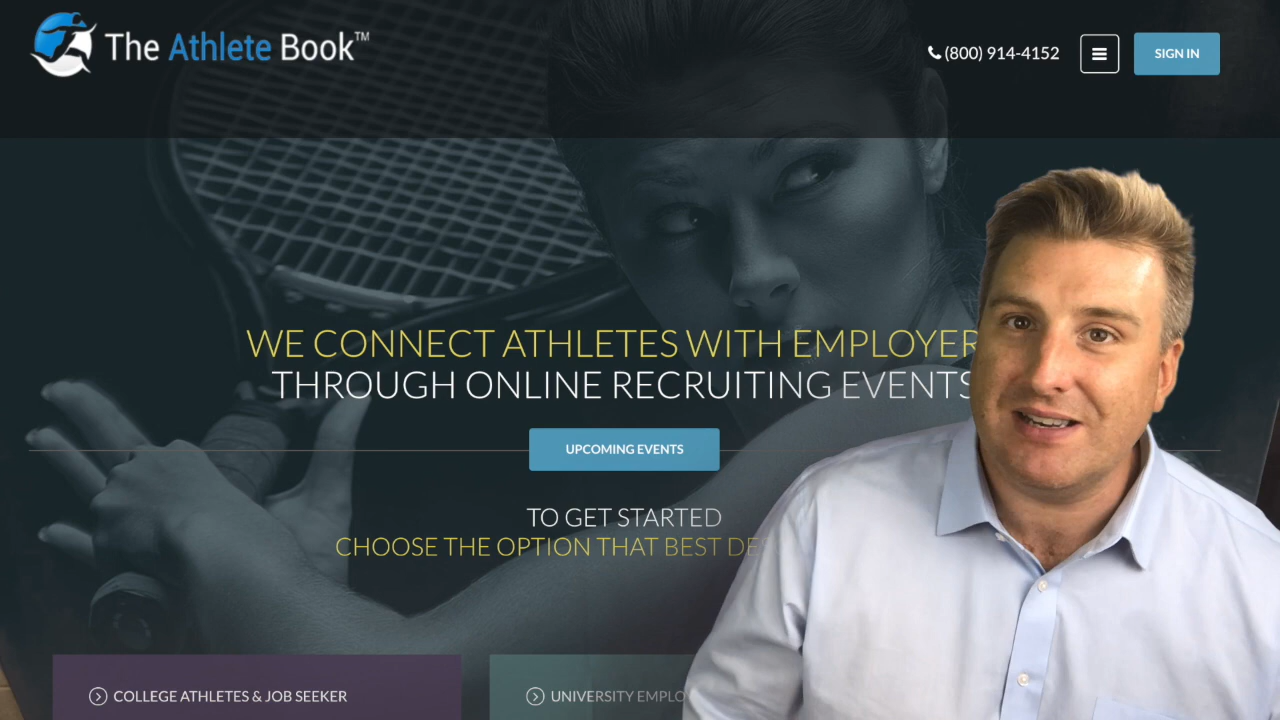 The Athlete Book™
(800) 914-4152
SIGN IN
WE CONNECT ATHLETES WITH EMPLOYER
THROUGH ONLINE RECRUITING EVENTS
UPCOMING EVENTS
TO GET STARTED
CHOOSE THE OPTION THAT BEST DE
COLLEGE ATHLETES & JOB SEEKER
UNIVERSITY EMPLO